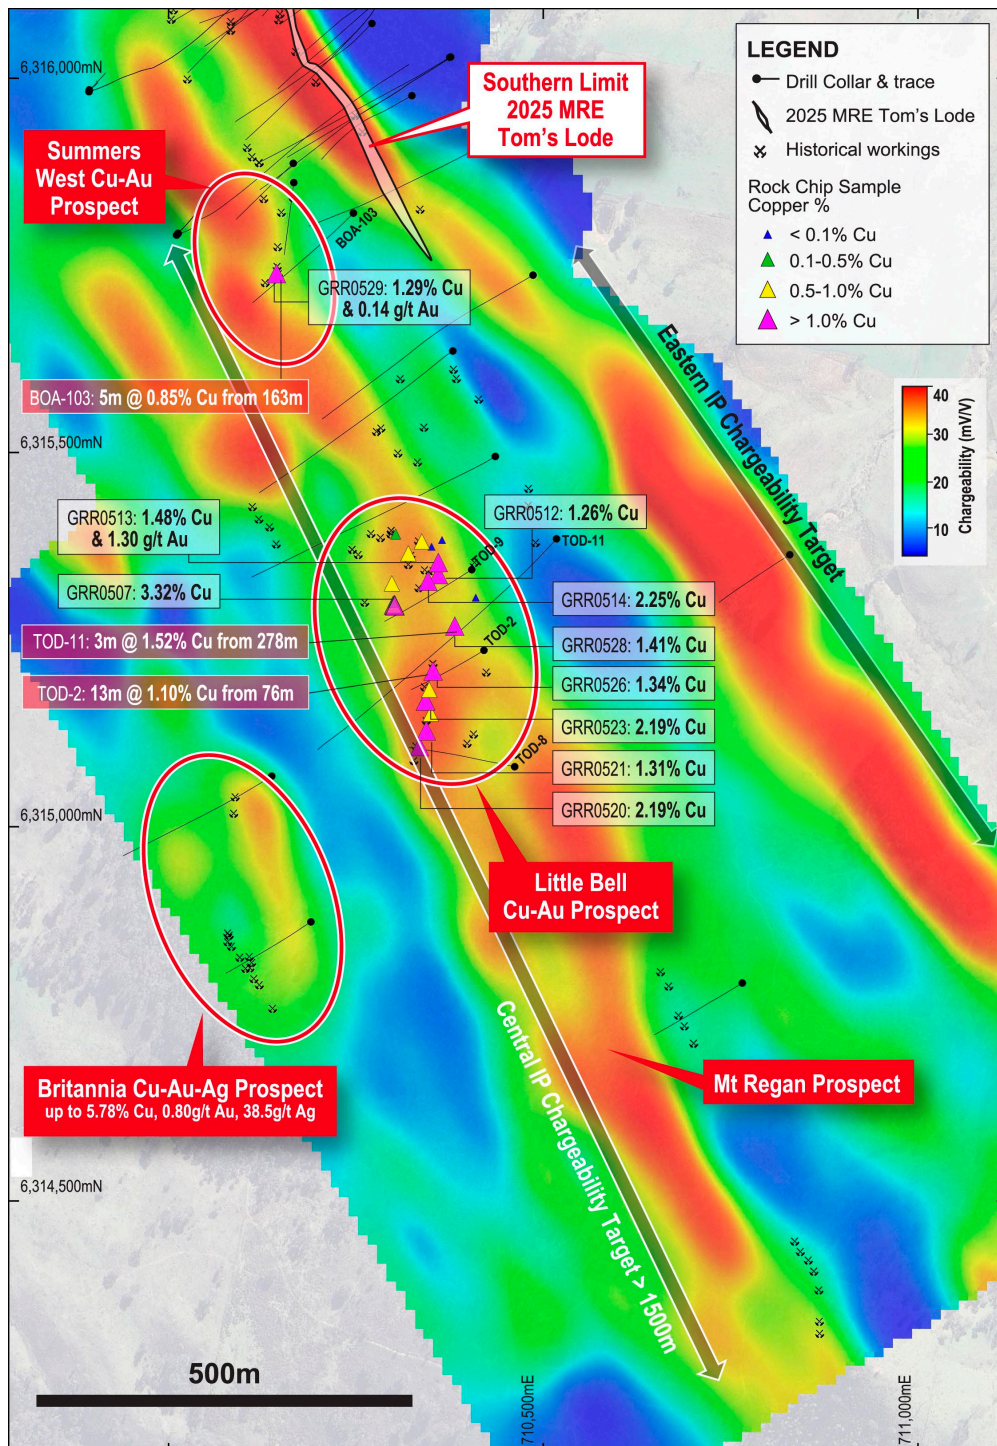 6,316,000mN
Southern Limit
2025 MRE
Tom's Lode
LEGEND
Drill Collar & trace
2025 MRE Tom's Lode
Historical workings
Rock Chip Sample
Copper %
< 0.1% Cu
0.1-0.5% Cu
0.5-1.0% Cu
> 1.0% Cu
Summers
West Cu-Au
Prospect
BOA-103
GRR0529: 1.29% Cu
& 0.14 g/t Au
Eastern IP Chargeability Target
BOA-103: 5m @ 0.85% Cu from 163m
40
30
20
10
Chargeability (mV/V)
6,315,500mN
GRR0513: 1.48% Cu
& 1.30 g/t Au
GRR0512: 1.26% Cu
TOD-9
TOD-11
GRR0507: 3.32% Cu
GRR0514: 2.25% Cu
TOD-11: 3m @ 1.52% Cu from 278m
TOD-2
GRR0528: 1.41% Cu
TOD-2: 13m @ 1.10% Cu from 76m
GRR0526: 1.34% Cu
GRR0523: 2.19% Cu
TOD-8
GRR0521: 1.31% Cu
GRR0520: 2.19% Cu
6,315,000mN
Little Bell
Cu-Au Prospect
Central IP Chargeability Target > 1500m
Britannia Cu-Au-Ag Prospect
up to 5.78% Cu, 0.80g/t Au, 38.5g/t Ag
Mt Regan Prospect
6,314,500mN
500m
710,500mE
711,000mE